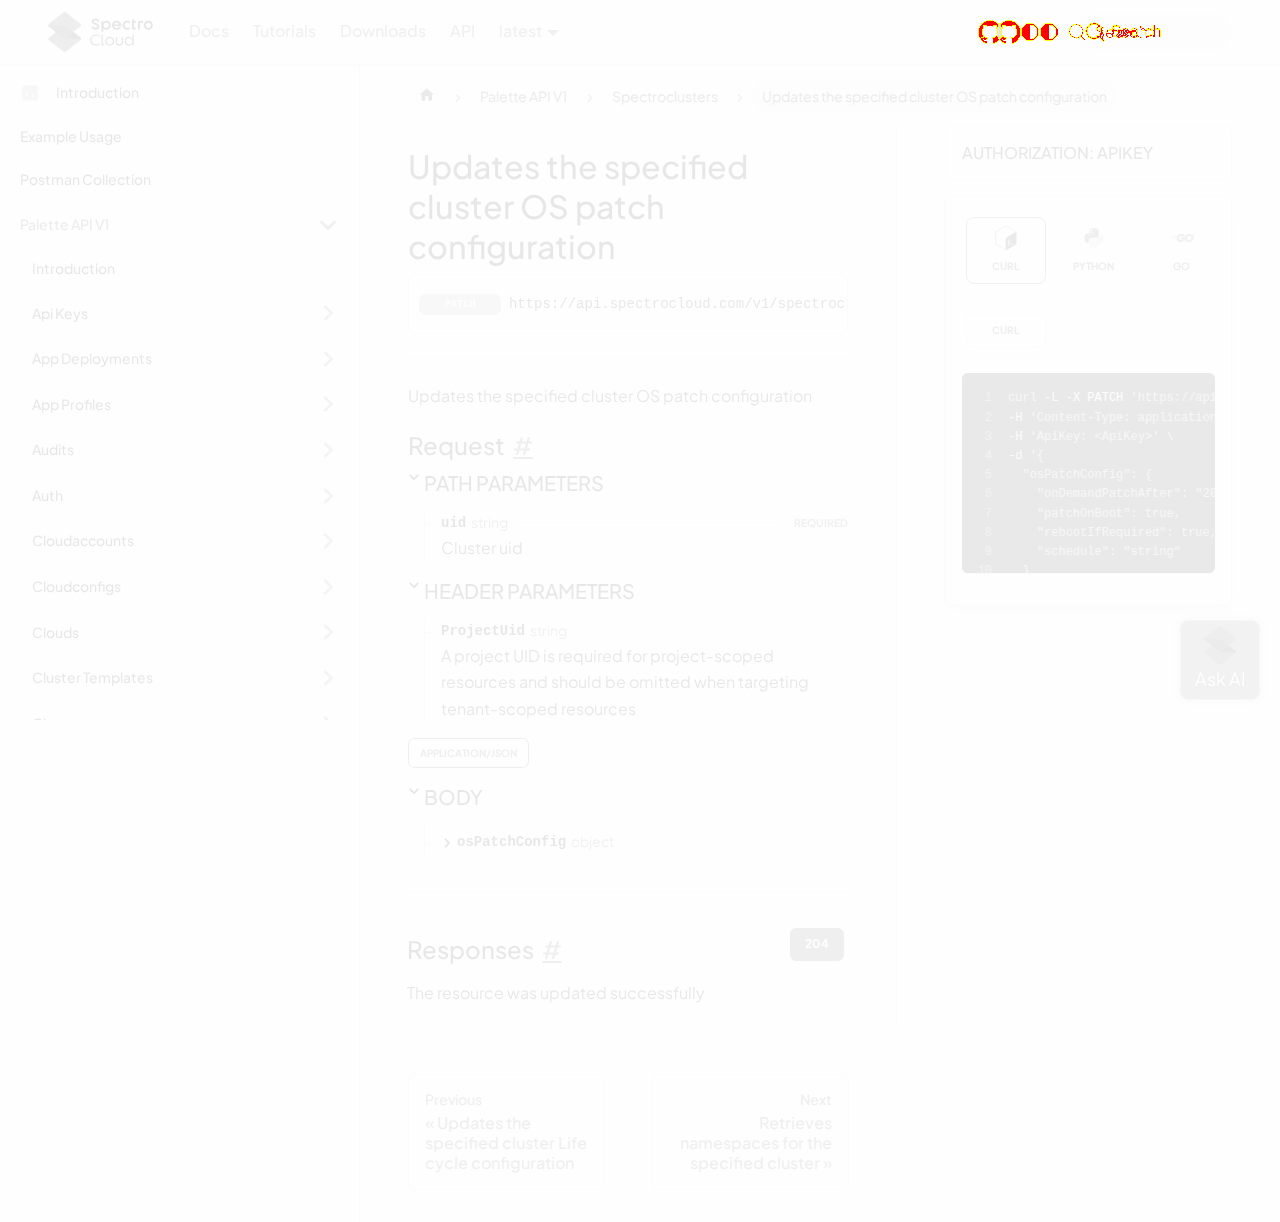 Spectro Cloud
Docs
Tutorials
Downloads
API
latest
Introduction
Example Usage
Postman Collection
Palette API V1
Introduction
Api Keys
App Deployments
App Profiles
Audits
Auth
Cloudaccounts
Cloudconfigs
Clouds
Cluster Templates
Palette API V1
Spectroclusters
Updates the specified cluster OS patch configuration
Updates the specified
cluster OS patch
configuration
PATCH
https://api.spectrocloud.com/v1/spectroc
Updates the specified cluster OS patch configuration
Request #
PATH PARAMETERS
uid string
REQUIRED
Cluster uid
HEADER PARAMETERS
ProjectUid string
A project UID is required for project-scoped
resources and should be omitted when targeting
tenant-scoped resources
APPLICATION/JSON
BODY
osPatchConfig object
Responses #
204
The resource was updated successfully
Previous
« Updates the
specified cluster Life
cycle configuration
Next
Retrieves
namespaces for the
specified cluster »
AUTHORIZATION: APIKEY
CURL
PYTHON
GO
CURL
1 curl -L -X PATCH 'https://api
2 -H 'Content-Type: application
3 -H 'ApiKey: <ApiKey>' \
4 -d '{
5 "osPatchConfig": {
6 "onDemandPatchAfter": "20
7 "patchOnBoot": true,
8 "rebootIfRequired": true,
9 "schedule": "string"
10 }
Ask AI